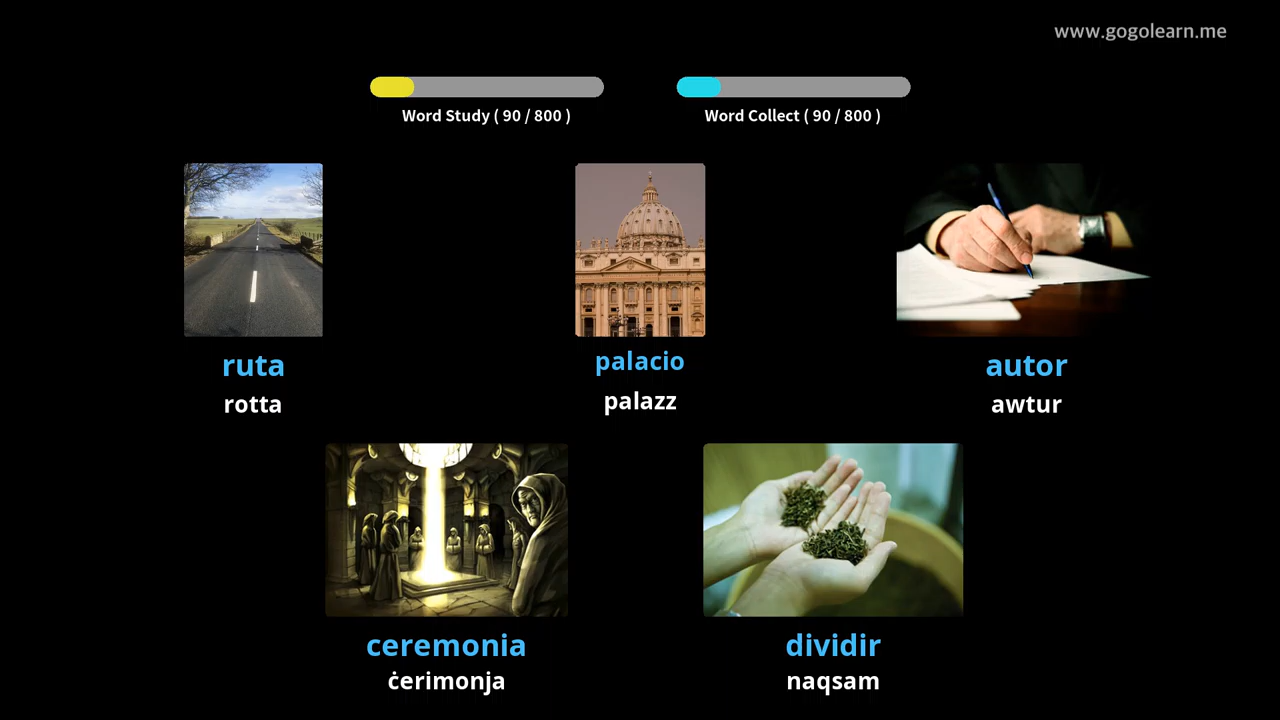 www.gogolearn.me
Word Study ( 90 / 800 )
Word Collect ( 90 / 800 )
ruta
rotta
palacio
palazz
autor
awtur
ceremonia
ċerimonja
dividir
naqsam